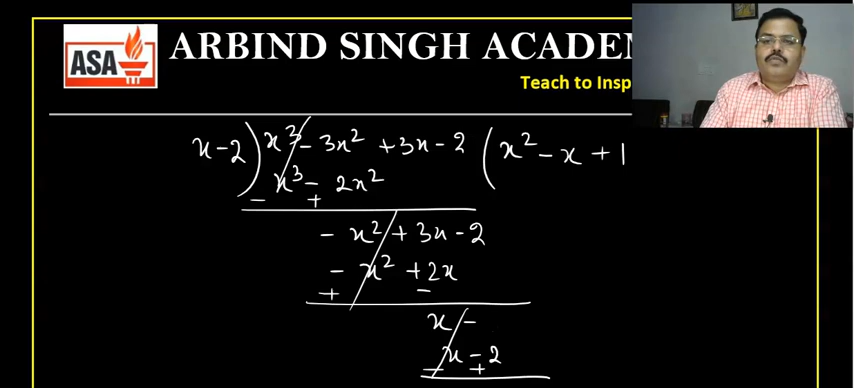 ASA
ARBIND SINGH ACADEM
Teach to Insp
x - 2 ) x³ - 3x² + 3x - 2 ( x² - x + 1
x³ - 2x²
- +
- x² + 3x - 2
- x² + 2x
+ -
x -
x - 2
- +